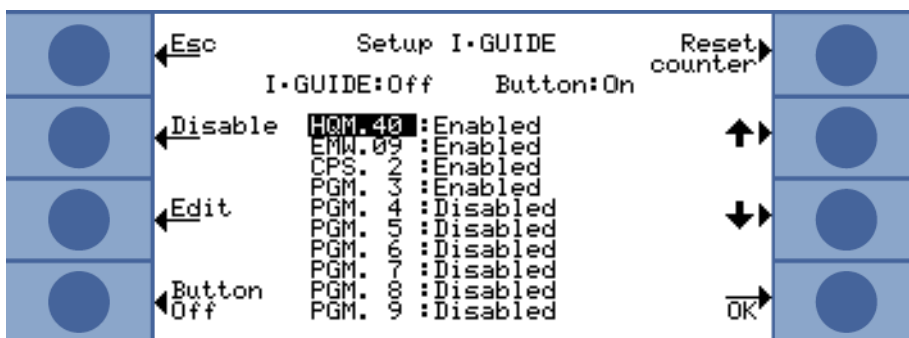 Esc Setup I·GUIDE Reset counter
I·GUIDE:Off Button:On
Disable HQM.40 :Enabled
EMW.09 :Enabled
CPS. 2 :Enabled
PGM. 3 :Enabled
Edit PGM. 4 :Disabled
PGM. 5 :Disabled
PGM. 6 :Disabled
PGM. 7 :Disabled
Button Off PGM. 8 :Disabled
PGM. 9 :Disabled OK